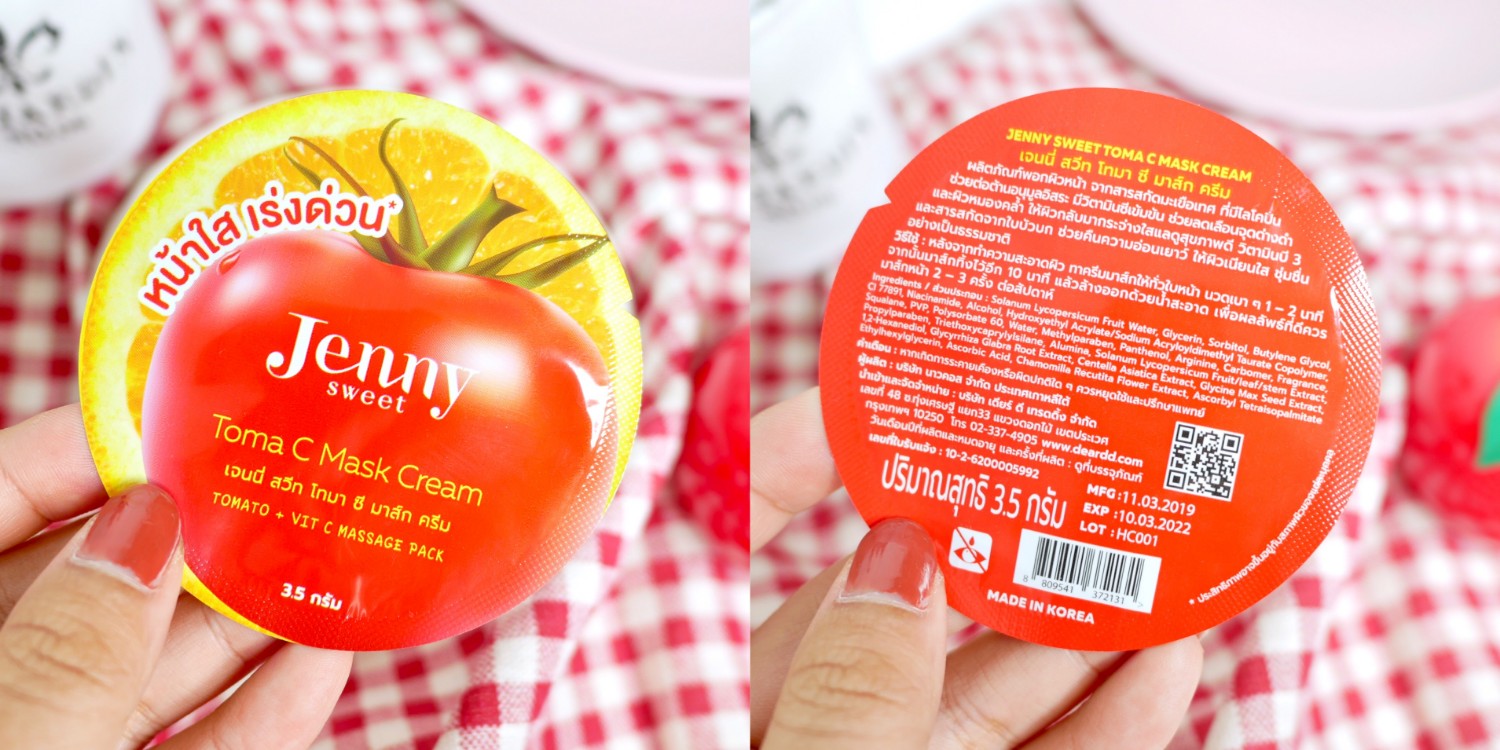 หน้าใส เร่งด่วน*
Jenny
sweet
Toma C Mask Cream
เจนนี่ สวีท โทมา ซี มาส์ก ครีม
TOMATO + VIT C MASSAGE PACK
3.5 กรัม
JENNY SWEET TOMA C MASK CREAM
เจนนี่ สวีท โทมา ซี มาส์ก ครีม
ผลิตภัณฑ์พอกผิวหน้า จากสารสกัดมะเขือเทศ ที่มีไลโคปีน
ช่วยต่อต้านอนุมูลอิสระ มีวิตามินซีเข้มข้น ช่วยลดเลือนจุดด่างดำ
และผิวหมองคล้ำ ให้ผิวกลับมากระจ่างใสแลดูสุขภาพดี วิตามินบี 3
และสารสกัดจากใบบัวบก ช่วยคืนความอ่อนเยาว์ ให้ผิวเนียนใส ชุ่มชื่น
อย่างเป็นธรรมชาติ
วิธีใช้ : หลังจากทำความสะอาดผิว ทาครีมมาส์กให้ทั่วใบหน้า นวดเบา ๆ 1 – 2 นาที
จากนั้นมาส์กทิ้งไว้อีก 10 นาที แล้วล้างออกด้วยน้ำสะอาด เพื่อผลลัพธ์ที่ดีควร
มาส์กหน้า 2 – 3 ครั้ง ต่อสัปดาห์
Ingredients / ส่วนประกอบ : Solanum Lycopersicum Fruit Water, Glycerin, Sorbitol, Butylene Glycol,
CI 77891, Niacinamide, Alcohol, Hydroxyethyl Acrylate/Sodium Acryloyldimethyl Taurate Copolymer,
Squalane, PVP, Polysorbate 60, Water, Methylparaben, Panthenol, Arginine, Carbomer, Fragrance,
Propylparaben, Triethoxycaprylylsilane, Alumina, Solanum Lycopersicum Fruit/leaf/stem Extract,
1,2-Hexanediol, Glycyrrhiza Glabra Root Extract, Centella Asiatica Extract, Glycine Max Seed Extract,
Ethylhexylglycerin, Ascorbic Acid, Chamomilla Recutita Flower Extract, Ascorbyl Tetraisopalmitate
คำเตือน : หากเกิดการะคายเคืองหรือผิดปกติใด ๆ ควรหยุดใช้และปรึกษาแพทย์
ผู้ผลิต : บริษัท นาวคอส จำกัด ประเทศเกาหลีใต้
นำเข้าและจัดจำหน่าย : บริษัท เดียร์ ดี เทรดดิ้ง จำกัด
เลขที่ 48 ซ.ทุ่งเศรษฐี แยก33 แขวงดอกไม้ เขตประเวศ
กรุงเทพฯ 10250 โทร 02-337-4905 www.deardd.com
วันเดือนปีที่ผลิตและหมดอายุ และครั้งที่ผลิต : ดูที่บรรจุภัณฑ์
เลขที่ใบรับแจ้ง : 10-2-6200005992
ปริมาณสุทธิ 3.5 กรัม
MFG :11.03.2019
EXP :10.03.2022
LOT :HC001
8 809541 372131
MADE IN KOREA
* ประสิทธิภาพอาจขึ้นอยู่กับสภาพผิวของแต่ละบุคคล